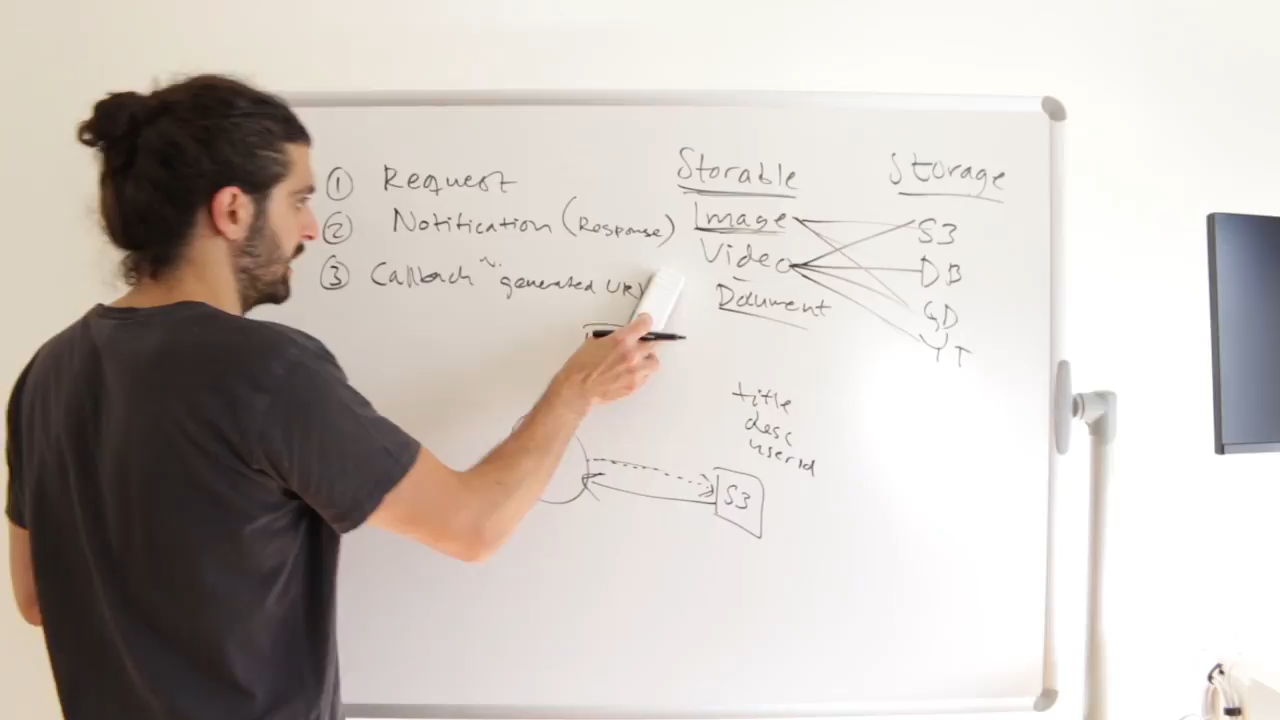 ① Request
② Notification (Response)
③ Callback ~ generated URL
Storable
Image
Video
Document
Storage
S3
DB
GD
YT
title
desc
userId
S3